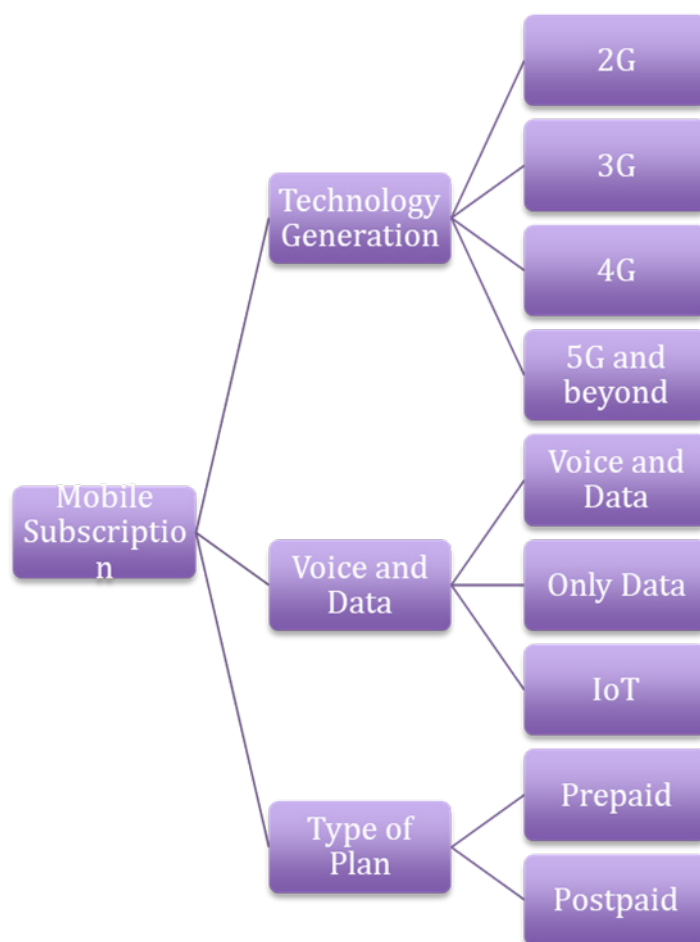 Mobile
Subscriptio
n
Technology
Generation
2G
3G
4G
5G and
beyond
Voice and
Data
Voice and
Data
Only Data
IoT
Type of
Plan
Prepaid
Postpaid